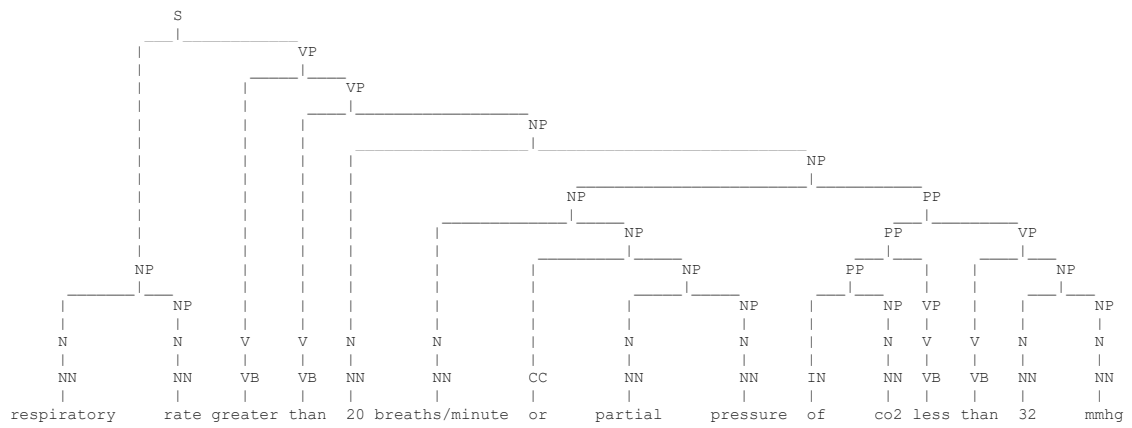 S
VP
VP
NP
NP
NP PP
NP PP VP
NP NP PP NP
NP NP NP VP NP
N N V V N N N N N V V N N
NN NN VB VB NN NN CC NN NN IN NN VB VB NN NN
respiratory rate greater than 20 breaths/minute or partial pressure of co2 less than 32 mmhg